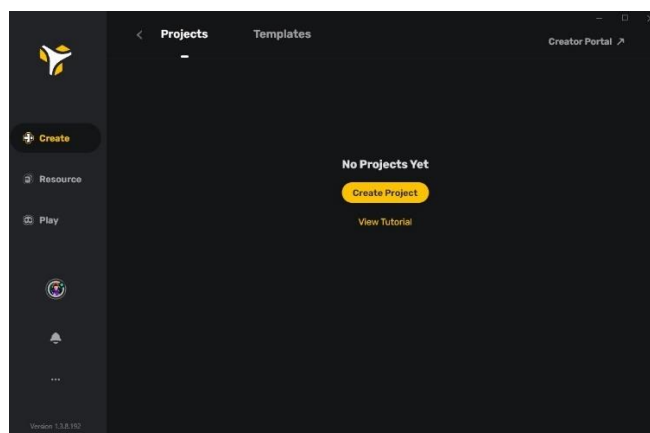 Projects
Templates
Creator Portal ↗
Create
Resource
Play
No Projects Yet
Create Project
View Tutorial
...
Version 1.3.8.192